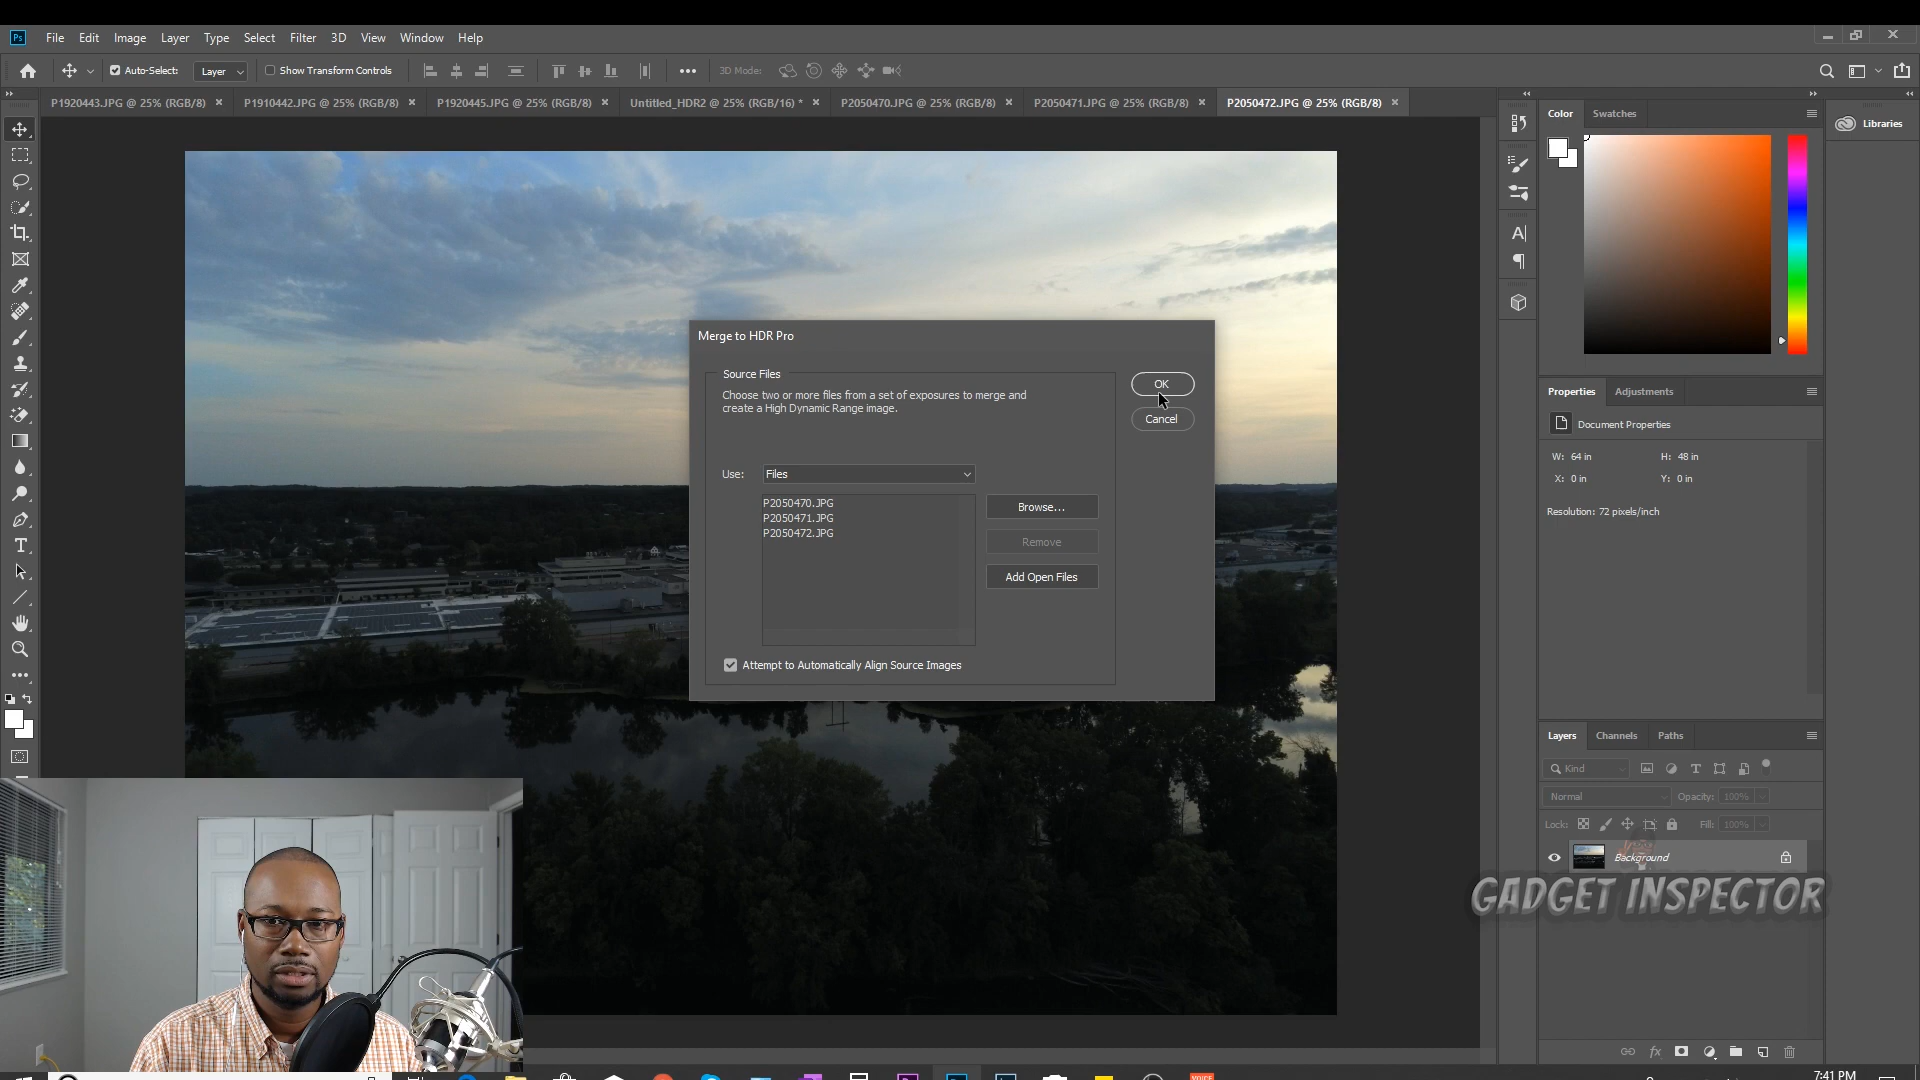 Ps File Edit Image Layer Type Select Filter 3D View Window Help
Auto-Select: Layer Show Transform Controls 3D Mode:
P1920443.JPG @ 25% (RGB/8) P1910442.JPG @ 25% (RGB/8) P1920445.JPG @ 25% (RGB/8) Untitled_HDR2 @ 25% (RGB/16) * P2050470.JPG @ 25% (RGB/8) P2050471.JPG @ 25% (RGB/8) P2050472.JPG @ 25% (RGB/8)
Color Swatches
Libraries
Merge to HDR Pro
Source Files
Choose two or more files from a set of exposures to merge and
create a High Dynamic Range image.
OK
Cancel
Use: Files
P2050470.JPG
P2050471.JPG
P2050472.JPG
Browse...
Remove
Add Open Files
Attempt to Automatically Align Source Images
Properties Adjustments
Document Properties
W: 64 in H: 48 in
X: 0 in Y: 0 in
Resolution: 72 pixels/inch
Layers Channels Paths
Kind
Normal Opacity: 100%
Lock: Fill: 100%
Background
GADGET INSPECTOR
7:41 PM